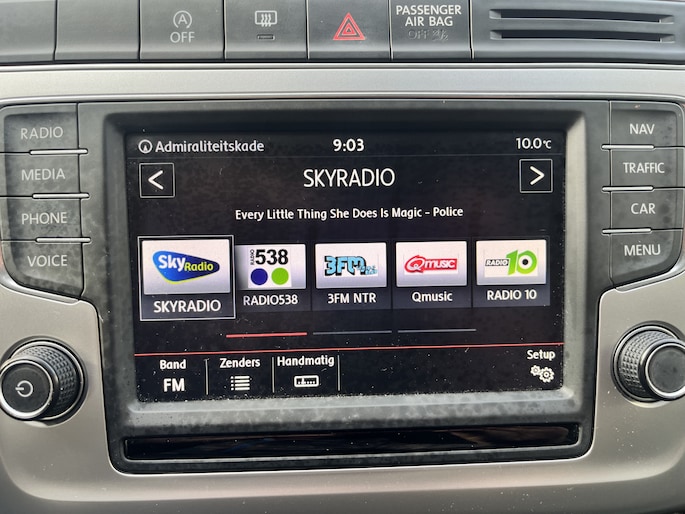 OFF
PASSENGER
AIR BAG
OFF
RADIO
MEDIA
PHONE
VOICE
Admiraliteitskade
9:03
10.0°C
<
SKYRADIO
>
Every Little Thing She Does Is Magic - Police
Sky Radio
RADIO 538
3FM
Qmusic
RADIO 10
SKYRADIO
RADIO538
3FM NTR
Qmusic
RADIO 10
Band
FM
Zenders
Handmatig
Setup
NAV
TRAFFIC
CAR
MENU